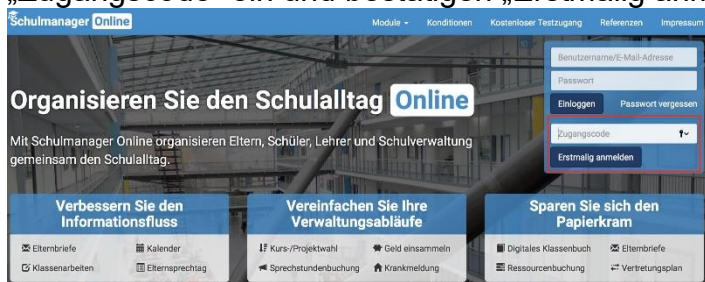 „Zugangscode“ ein und bestätigen „Erstmalig anm
Schulmanager Online
Module Konditionen Kostenloser Testzugang Referenzen Impressum
Benutzername/E-Mail-Adresse
Passwort
Einloggen Passwort vergessen
Zugangscode
Erstmalig anmelden
Organisieren Sie den Schulalltag Online
Mit Schulmanager Online organisieren Eltern, Schüler, Lehrer und Schulverwaltung
gemeinsam den Schulalltag.
Verbessern Sie den
Informationsfluss
Elternbriefe Kalender
Klassenarbeiten Elternsprechtag
Vereinfachen Sie Ihre
Verwaltungsabläufe
Kurs-/Projektwahl Geld einsammeln
Sprechstundenbuchung Krankmeldung
Sparen Sie sich den
Papierkram
Digitales Klassenbuch Elternbriefe
Ressourcenbuchung Vertretungsplan